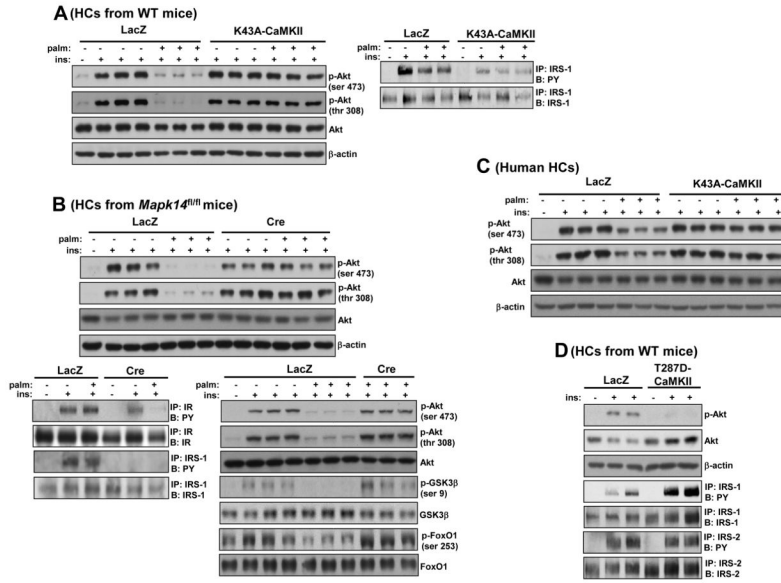 A (HCs from WT mice)
LacZ K43A-CaMKII
palm: - - - - + + + - - - + + +
ins: - + + + + + + + + + + + +
p-Akt
(ser 473)
p-Akt
(thr 308)
Akt
β-actin
LacZ K43A-CaMKII
palm: - - + + - - + +
ins: - + + + - + + +
IP: IRS-1
B: PY
IP: IRS-1
B: IRS-1
B (HCs from Mapk14fl/fl mice)
LacZ Cre
palm: - - - - + + + - - - + + +
ins: - + + + + + + + + + + + +
p-Akt
(ser 473)
p-Akt
(thr 308)
Akt
β-actin
LacZ Cre
palm: - - + - - +
ins: - + + - + +
IP: IR
B: PY
IP: IR
B: IR
IP: IRS-1
B: PY
IP: IRS-1
B: IRS-1
LacZ Cre
palm: - - - - + + + + + +
ins: - + + + + + + + + +
p-Akt
(ser 473)
p-Akt
(thr 308)
Akt
p-GSK3β
(ser 9)
GSK3β
p-FoxO1
(ser 253)
FoxO1
C (Human HCs)
LacZ K43A-CaMKII
palm: - - - - + + + - - - + + +
ins: - + + + + + + + + + + + +
p-Akt
(ser 473)
p-Akt
(thr 308)
Akt
β-actin
D (HCs from WT mice)
LacZ T287D-
CaMKII
ins: - + + - + +
p-Akt
Akt
β-actin
IP: IRS-1
B: PY
IP: IRS-1
B: IRS-1
IP: IRS-2
B: PY
IP: IRS-2
B: IRS-2